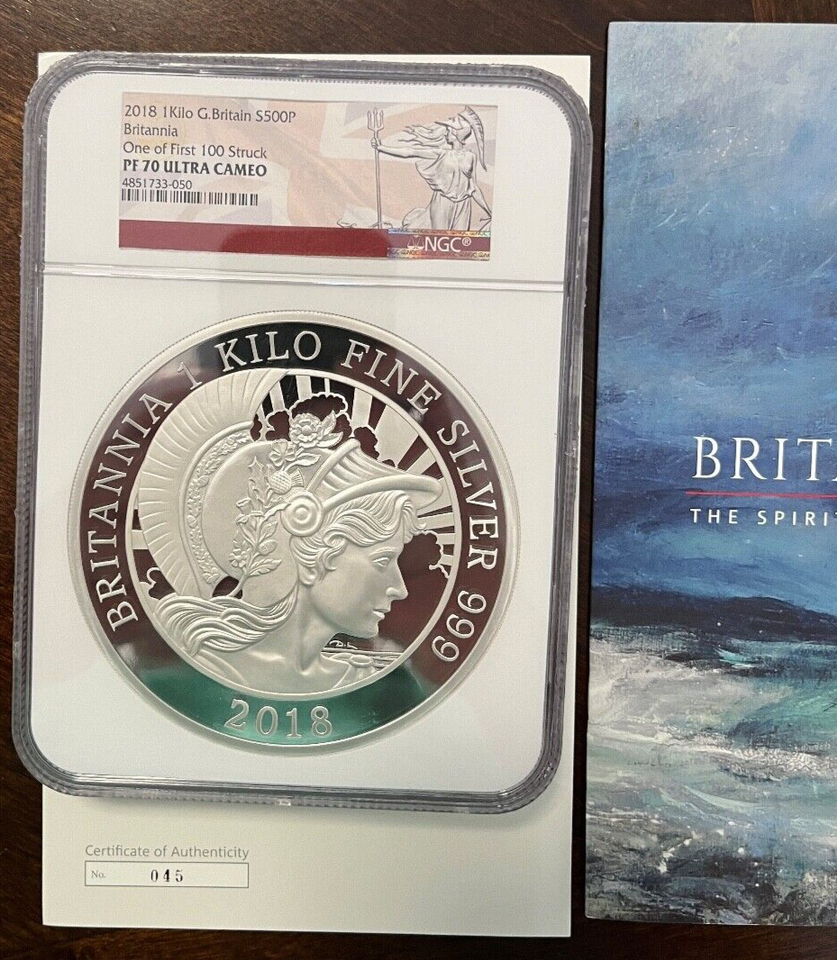 2018 1Kilo G.Britain S500P
Britannia
One of First 100 Struck
PF 70 ULTRA CAMEO
4851733-050
NGC®
BRITANNIA 1 KILO FINE SILVER 999
2018
Certificate of Authenticity
No. 045
BRITA
THE SPIRIT